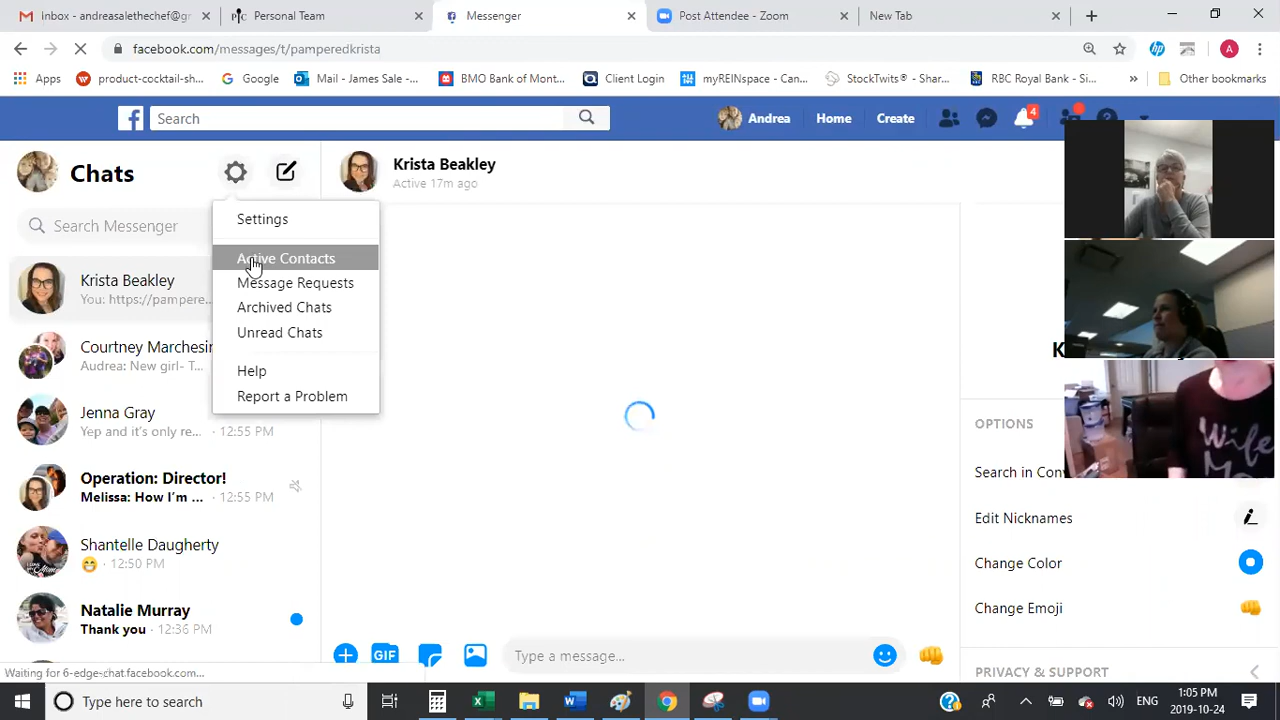 Inbox - andreasalethechef@gr
Personal Team
Messenger
Post Attendee - Zoom
New Tab
facebook.com/messages/t/pamperedkrista
Apps
product-cocktail-sh...
Google
Mail - James Sale -...
BMO Bank of Mont...
Client Login
myREINspace - Can...
StockTwits® - Shar...
RBC Royal Bank - Si...
Other bookmarks
Search
Andrea
Home
Create
4
Chats
Krista Beakley
Active 17m ago
Search Messenger
Settings
Active Contacts
Message Requests
Archived Chats
Unread Chats
Help
Report a Problem
Krista Beakley
You: https://pampere...
Courtney Marchesin
Audrea: New girl- T
Jenna Gray
Yep and it's only re...
12:55 PM
Operation: Director!
Melissa: How I'm ... · 12:55 PM
Shantelle Daugherty
· 12:50 PM
Natalie Murray
Thank you · 12:36 PM
K
OPTIONS
Search in Conv
Edit Nicknames
Change Color
Change Emoji
PRIVACY & SUPPORT
Wife
GIF
Type a message...
Waiting for 6-edge-chat.facebook.com...
Type here to search
ENG
1:05 PM
2019-10-24